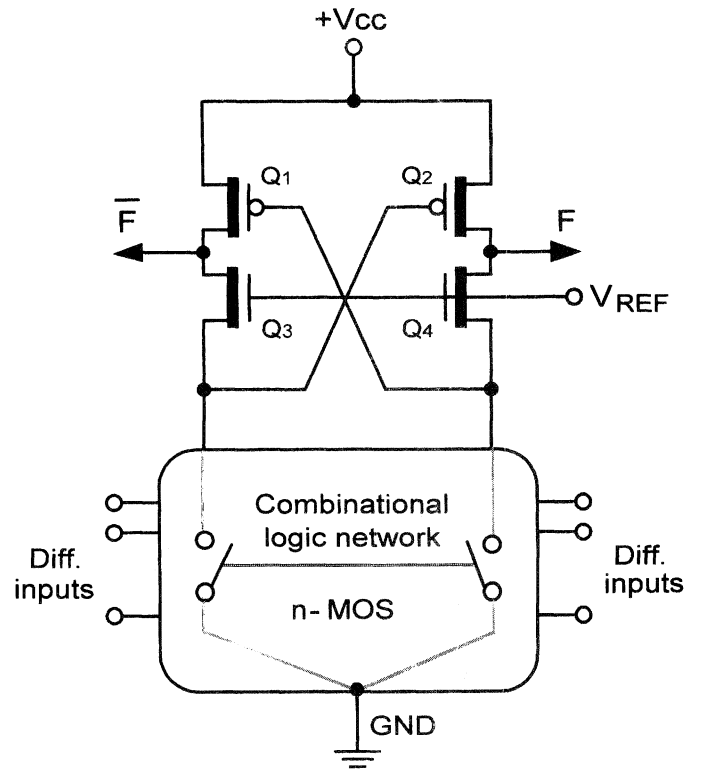 +Vcc
Q1
Q2
F̅
F
Q3
Q4
VREF
Combinational
logic network
n-MOS
Diff.
inputs
Diff.
inputs
GND